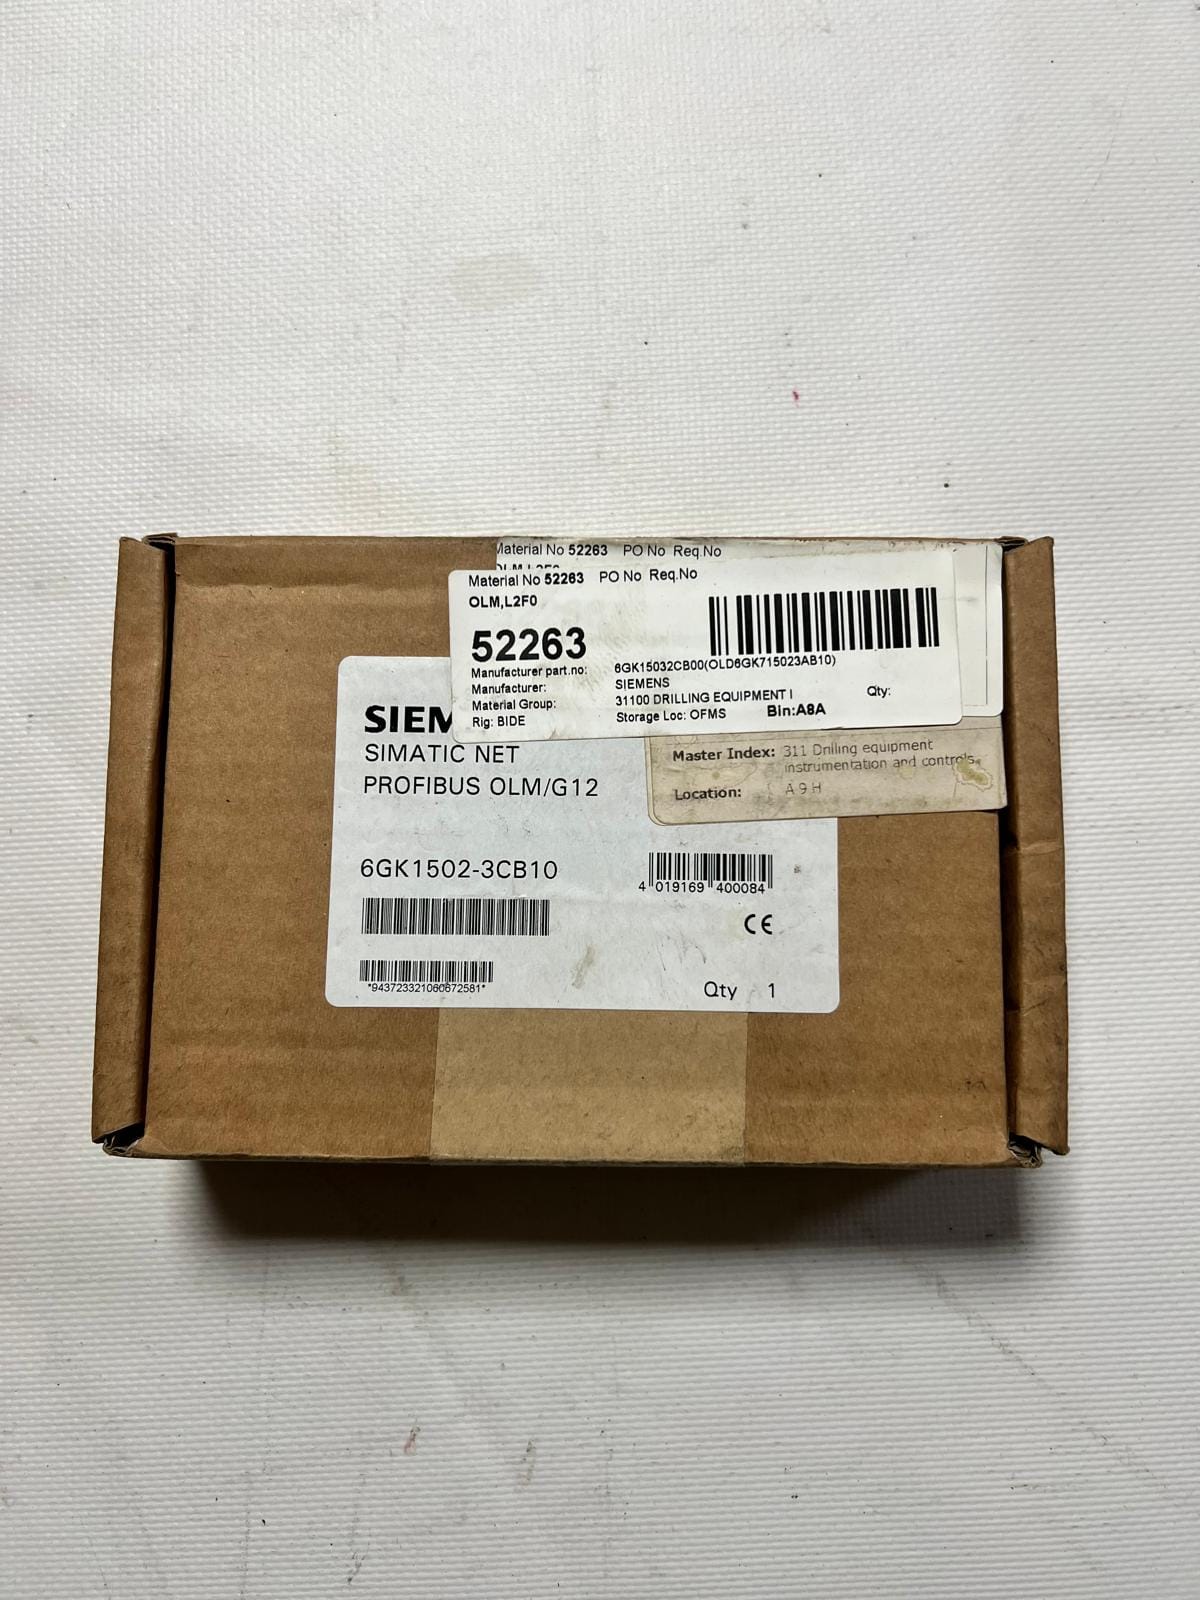 Material No 52263 PO No Req.No
Material No 52263 PO No Req.No
OLM,L2F0
52263
Manufacturer part.no: 6GK15032CB00(OLD6GK715023AB10)
Manufacturer: SIEMENS
Material Group: 31100 DRILLING EQUIPMENT I Qty:
Rig: BIDE Storage Loc: OFMS Bin:A8A
SIEM
SIMATIC NET
PROFIBUS OLM/G12
Master Index: 311 Drilling equipment
instrumentation and controls,
Location: A 9 H
6GK1502-3CB10
4 019169 400084
CE
*943723321060672581*
Qty 1